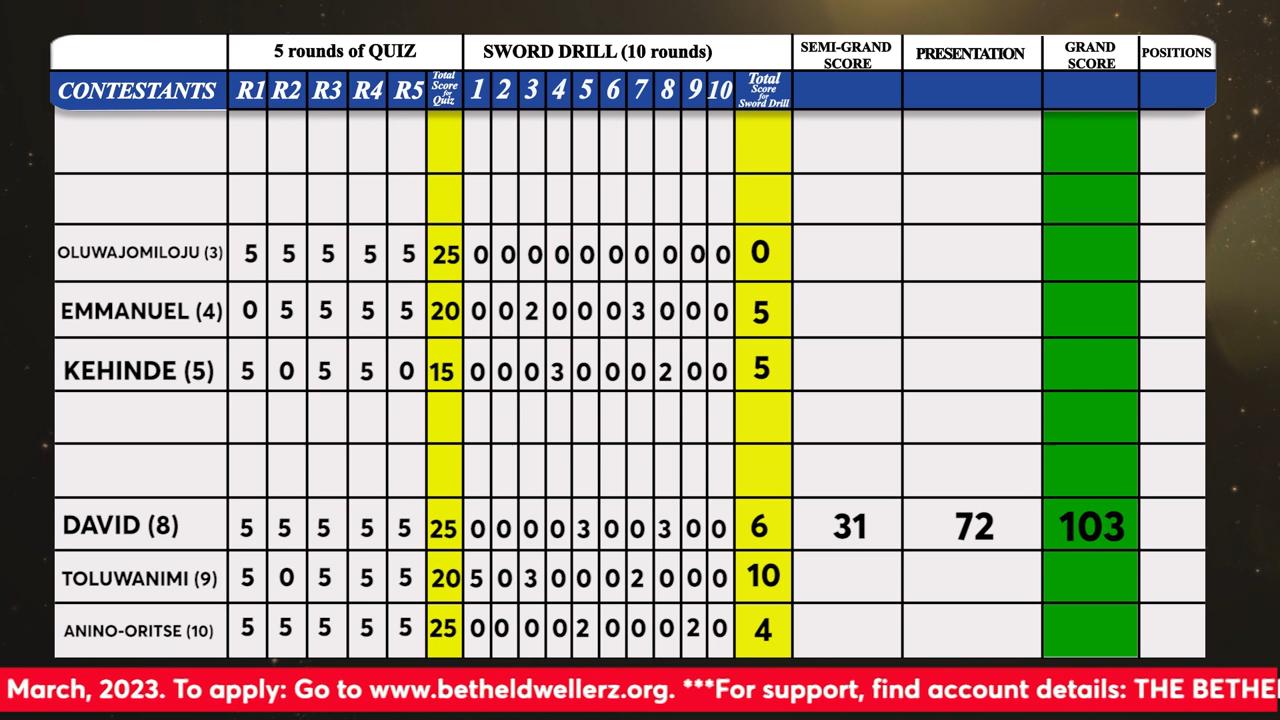 5 rounds of QUIZ SWORD DRILL (10 rounds) SEMI-GRAND SCORE PRESENTATION GRAND SCORE POSITIONS
CONTESTANTS R1 R2 R3 R4 R5 Total Score for Quiz 1 2 3 4 5 6 7 8 9 10 Total Score for Sword Drill
OLUWAJOMILOJU (3) 5 5 5 5 5 25 0 0 0 0 0 0 0 0 0 0 0
EMMANUEL (4) 0 5 5 5 5 20 0 0 2 0 0 0 3 0 0 0 5
KEHINDE (5) 5 0 5 5 0 15 0 0 0 3 0 0 0 2 0 0 5
DAVID (8) 5 5 5 5 5 25 0 0 0 0 3 0 0 3 0 0 6 31 72 103
TOLUWANIMI (9) 5 0 5 5 5 20 5 0 3 0 0 0 2 0 0 0 10
ANINO-ORITSE (10) 5 5 5 5 5 25 0 0 0 0 2 0 0 0 2 0 4
March, 2023. To apply: Go to www.betheldwellerz.org. ***For support, find account details: THE BETHE